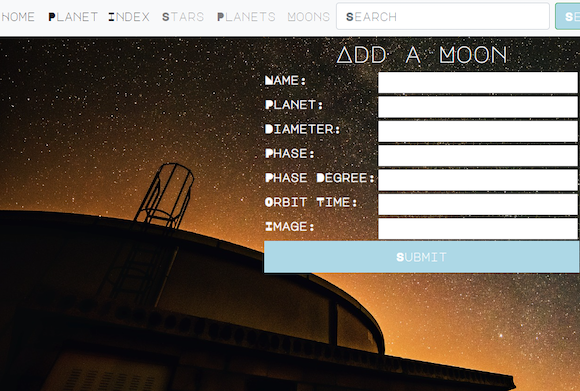 HOME PLANET INDEX STARS PLANETS MOONS SEARCH
ADD A MOON
NAME:
PLANET:
DIAMETER:
PHASE:
PHASE DEGREE:
ORBIT TIME:
IMAGE:
SUBMIT